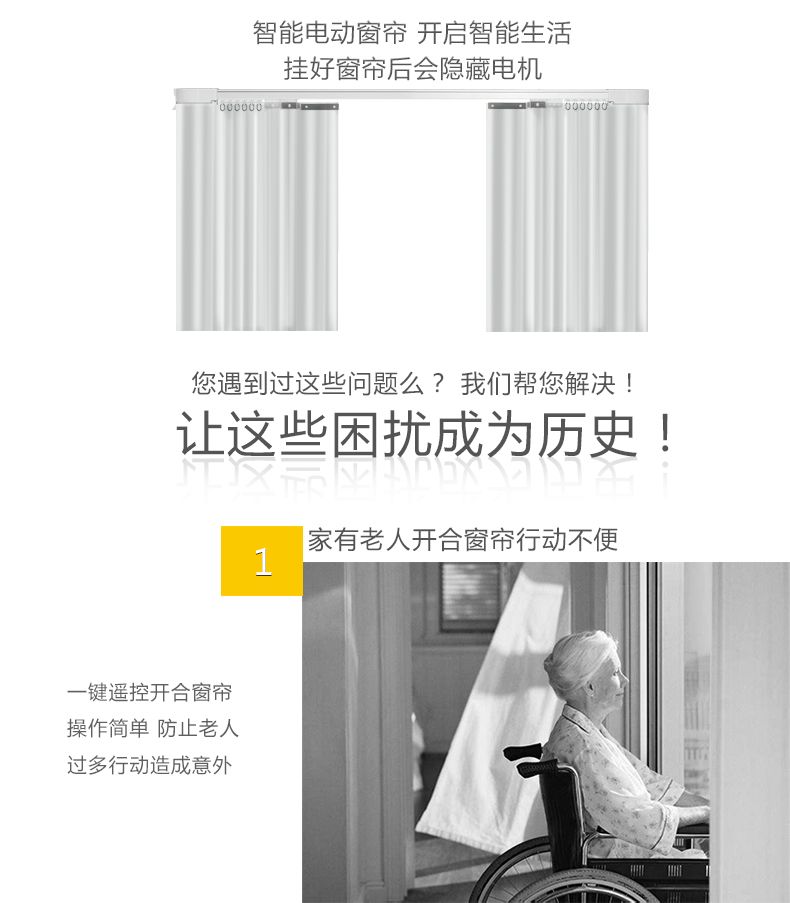 智能电动窗帘 开启智能生活
挂好窗帘后会隐藏电机
您遇到过这些问题么？ 我们帮您解决！
让这些困扰成为历史！
1
家有老人开合窗帘行动不便
一键遥控开合窗帘
操作简单 防止老人
过多行动造成意外